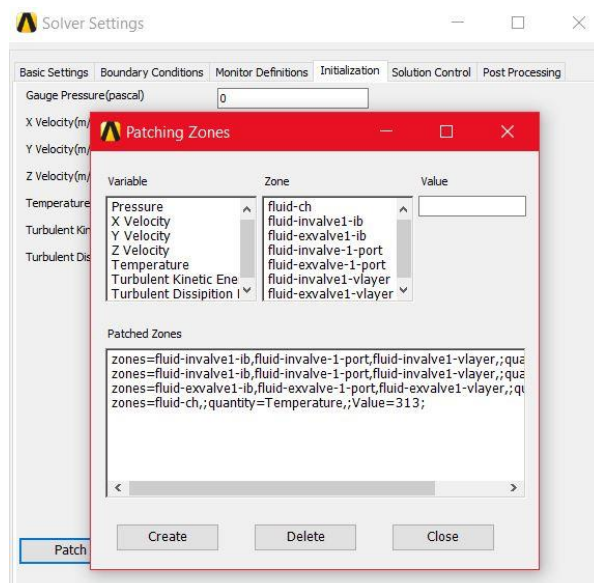 Solver Settings
Basic Settings Boundary Conditions Monitor Definitions Initialization Solution Control Post Processing
Gauge Pressure(pascal) 0
X Velocity(m/
Y Velocity(m/
Z Velocity(m/
Temperature
Turbulent Kin
Turbulent Dis
Patch
Patching Zones
Variable
Pressure
X Velocity
Y Velocity
Z Velocity
Temperature
Turbulent Kinetic Ene
Turbulent Dissipition
Zone
fluid-ch
fluid-invalve1-ib
fluid-exvalve1-ib
fluid-invalve-1-port
fluid-exvalve-1-port
fluid-invalve1-vlayer
fluid-exvalve1-vlayer
Value
Patched Zones
zones=fluid-invalve1-ib,fluid-invalve-1-port,fluid-invalve1-vlayer,;qua
zones=fluid-invalve1-ib,fluid-invalve-1-port,fluid-invalve1-vlayer,;qua
zones=fluid-exvalve1-ib,fluid-exvalve-1-port,fluid-exvalve1-vlayer,;qu
zones=fluid-ch,;quantity=Temperature,;Value=313;
Create Delete Close